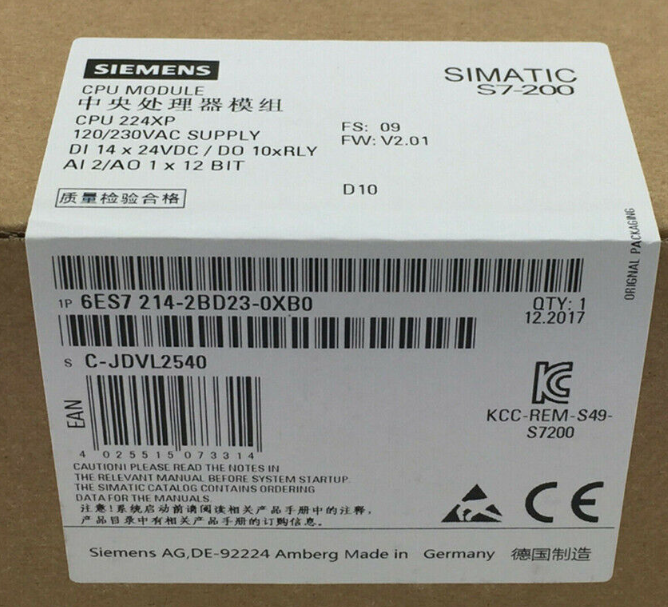 SIEMENS
SIMATIC
S7-200
CPU MODULE
中央处理器模组
CPU 224XP
120/230VAC SUPPLY
DI 14 x 24VDC / DO 10xRLY
AI 2/AO 1 x 12 BIT
FS: 09
FW: V2.01
D10
质量检验合格
ORIGNAL PACKAGING
1P 6ES7 214-2BD23-0XB0
QTY: 1
12.2017
S C-JDVL2540
EAN
4 025515 073314
KCC-REM-S49-
S7200
CAUTION! PLEASE READ THE NOTES IN
THE RELEVANT MANUAL BEFORE SYSTEM STARTUP.
THE SIMATIC CATALOG CONTAINS ORDERING
DATA FOR THE MANUALS.
注意!系统启动前请阅读相关产品手册中的注释,
产品目录中有相关产品手册的订购信息。
CE
Siemens AG,DE-92224 Amberg Made in Germany 德国制造